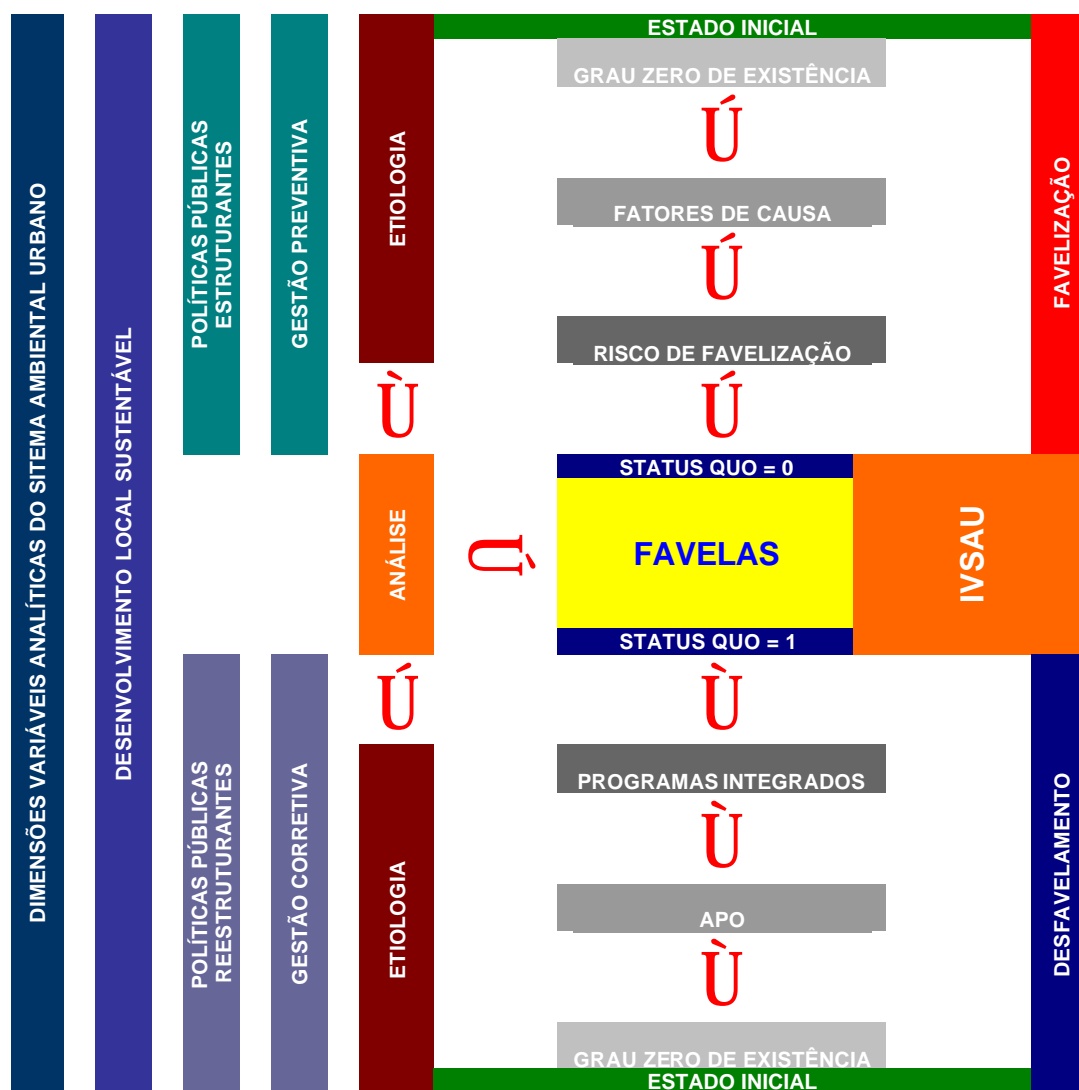 DIMENSÕES VARIÁVEIS ANALÍTICAS DO SITEMA AMBIENTAL URBANO
DESENVOLVIMENTO LOCAL SUSTENTÁVEL
POLÍTICAS PÚBLICAS
ESTRUTURANTES
GESTÃO PREVENTIVA
POLÍTICAS PÚBLICAS
REESTRUTURANTES
GESTÃO CORRETIVA
ETIOLOGIA
Ù
ANÁLISE
Ú
ETIOLOGIA
ESTADO INICIAL
GRAU ZERO DE EXISTÊNCIA
Ú
FATORES DE CAUSA
Ú
RISCO DE FAVELIZAÇÃO
Ú
STATUS QUO = 0
Ú
FAVELAS
STATUS QUO = 1
Ù
PROGRAMAS INTEGRADOS
Ù
APO
Ù
GRAU ZERO DE EXISTÊNCIA
ESTADO INICIAL
FAVELIZAÇÃO
IVSAU
DESFAVELAMENTO